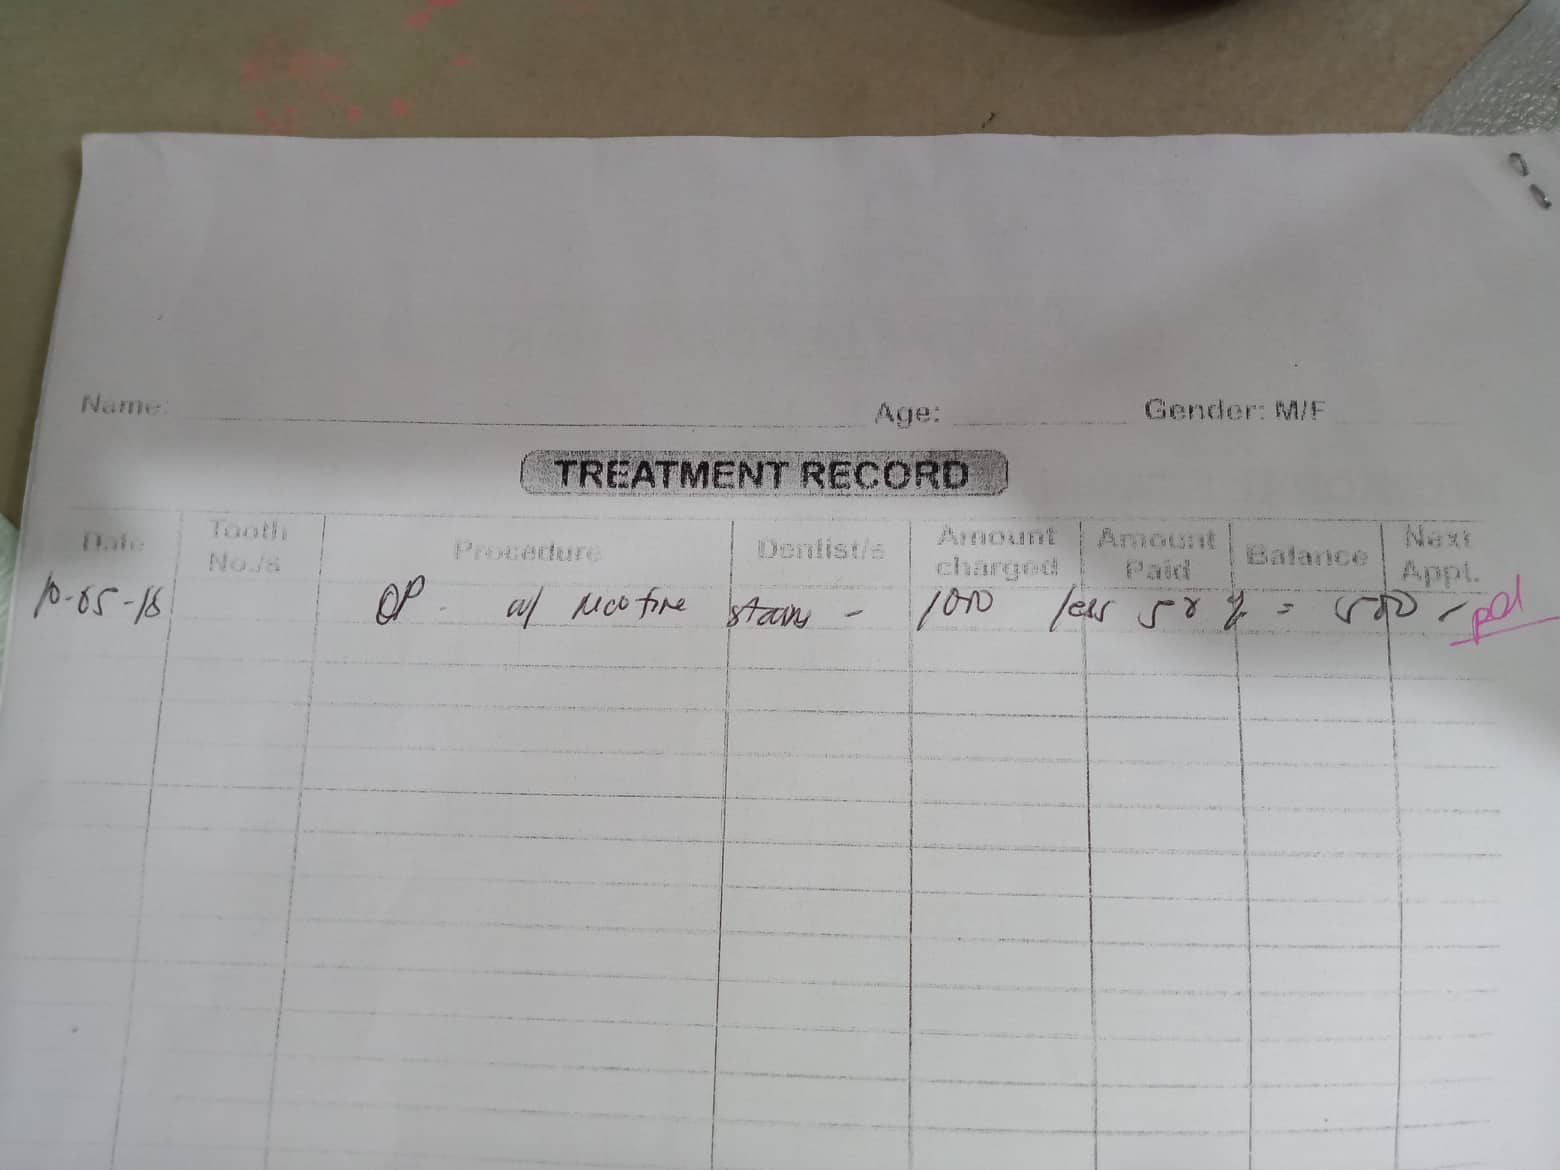 Name: Age: Gender: M/F
TREATMENT RECORD
Date Tooth No./s Procedure Dentist/s Amount charged Amount Paid Balance Next Appt.
10-05-18 OP - w/ nicotine stains - 1000 less 50% = 500 - pd